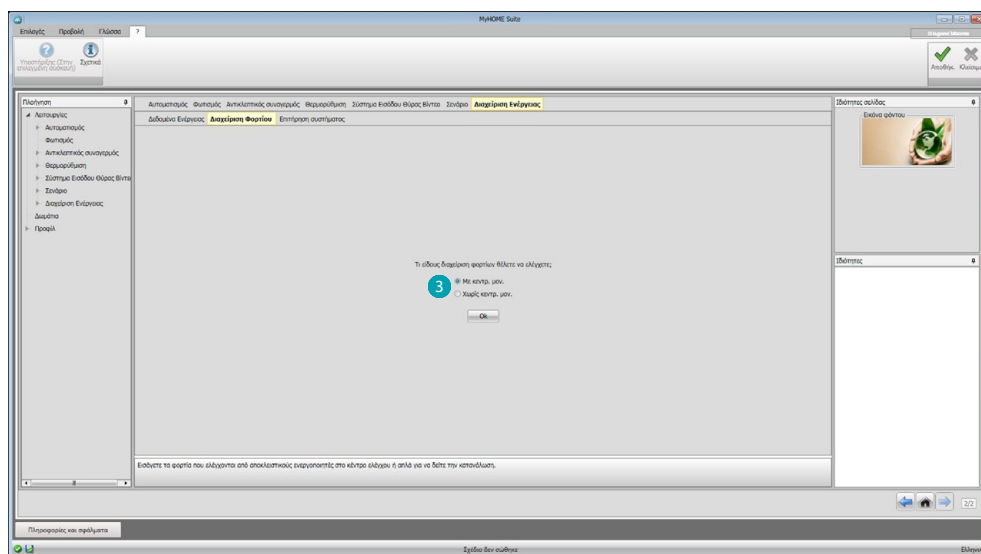 MyHOME Suite
Επιλογές Προβολή Γλώσσα ?
Υποστήριξης (Στην επιλεγμένη συσκευή)
Σχετικά
Αποθήκ. Κλείσιμο
Πλοήγηση
Λειτουργίες
Αυτοματισμός
Φωτισμός
Αντικλεπτικός συναγερμός
Θερμορύθμιση
Σύστημα Εισόδου Θύρας Βίντεο
Σενάριο
Διαχείριση Ενέργειας
Δωμάτια
Προφίλ
Αυτοματισμός Φωτισμός Αντικλεπτικός συναγερμός Θερμορύθμιση Σύστημα Εισόδου Θύρας Βίντεο Σενάριο Διαχείριση Ενέργειας
Δεδομένα Ενέργειας Διαχείριση Φορτίου Επιτήρηση συστήματος
Τι είδους διαχείριση φορτίων θέλετε να ελέγχετε;
3
Με κεντρ. μον.
Χωρίς κεντρ. μον.
Ok
Εισάγετε τα φορτία που ελέγχονται από αποκλειστικούς ενεργοποιητές στο κέντρο ελέγχου ή απλά για να δείτε την κατανάλωση.
Ιδιότητες σελίδας
Εικόνα φόντου
Ιδιότητες
2/2
Πληροφορίες και σφάλματα
Σχέδιο δεν σώθηκε